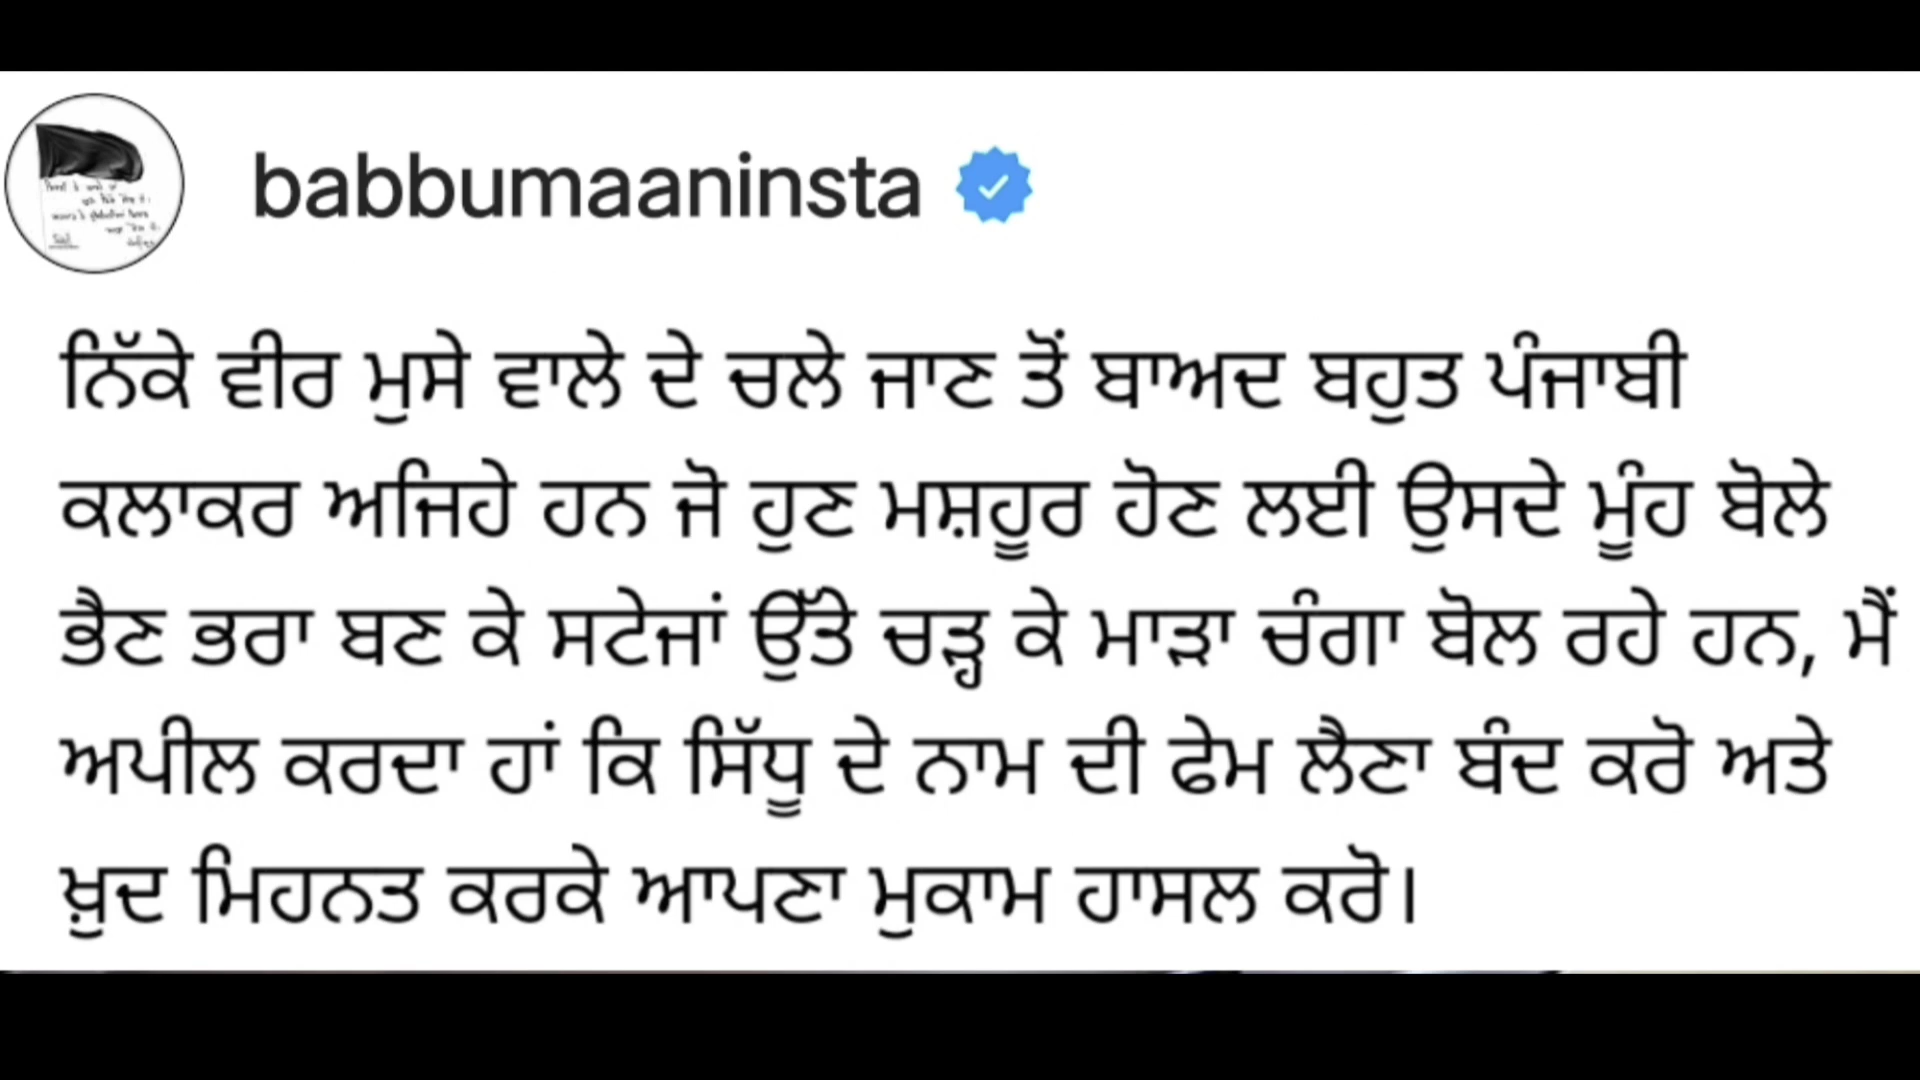 babbumaaninsta
ਨਿੱਕੇ ਵੀਰ ਮੁਸੇ ਵਾਲੇ ਦੇ ਚਲੇ ਜਾਣ ਤੋਂ ਬਾਅਦ ਬਹੁਤ ਪੰਜਾਬੀ
ਕਲਾਕਰ ਅਜਿਹੇ ਹਨ ਜੋ ਹੁਣ ਮਸ਼ਹੂਰ ਹੋਣ ਲਈ ਉਸਦੇ ਮੂੰਹ ਬੋਲੇ
ਭੈਣ ਭਰਾ ਬਣ ਕੇ ਸਟੇਜਾਂ ਉੱਤੇ ਚੜ੍ਹ ਕੇ ਮਾੜਾ ਚੰਗਾ ਬੋਲ ਰਹੇ ਹਨ, ਮੈਂ
ਅਪੀਲ ਕਰਦਾ ਹਾਂ ਕਿ ਸਿੱਧੂ ਦੇ ਨਾਮ ਦੀ ਫੇਮ ਲੈਣਾ ਬੰਦ ਕਰੋ ਅਤੇ
ਖ਼ੁਦ ਮਿਹਨਤ ਕਰਕੇ ਆਪਣਾ ਮੁਕਾਮ ਹਾਸਲ ਕਰੋ।